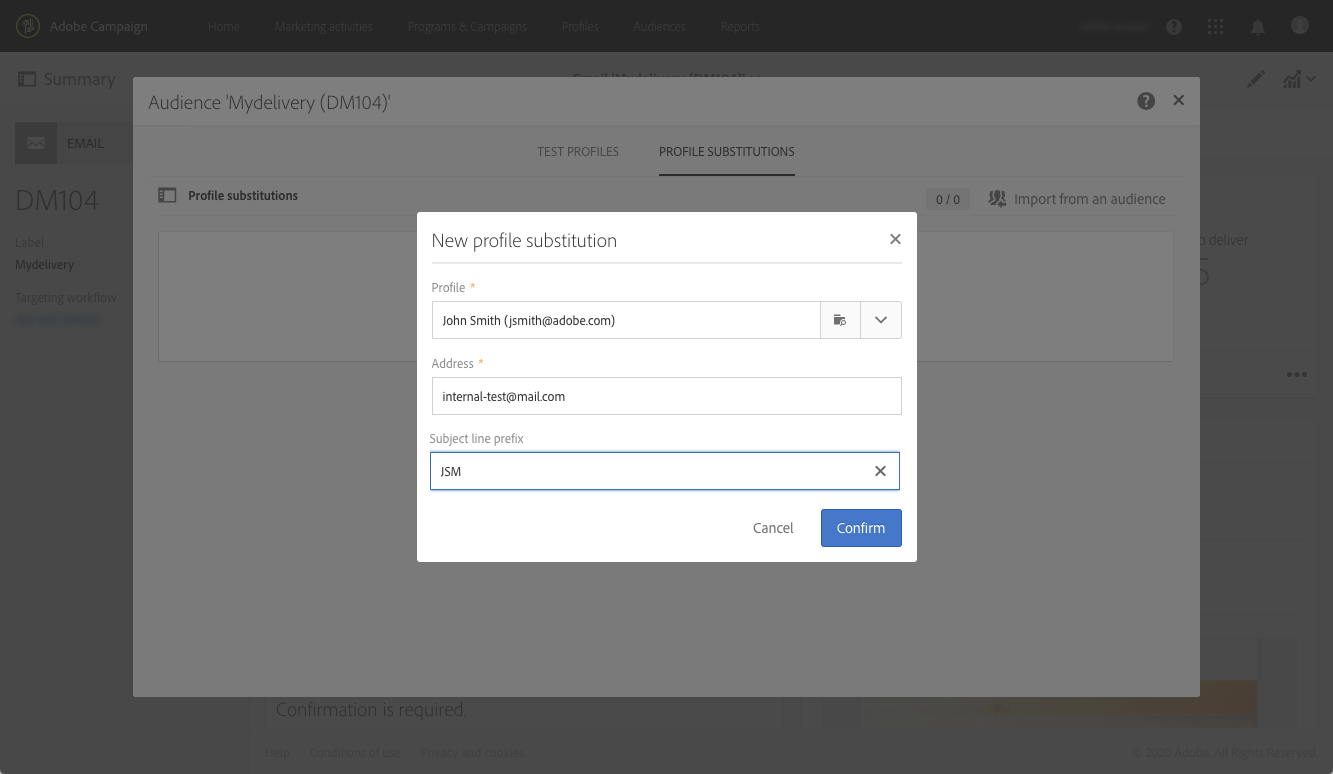 Adobe Campaign Home Marketing activities Programs & Campaigns Profiles Audiences Reports
Summary
Audience 'Mydelivery (DM104)'
EMAIL
TEST PROFILES PROFILE SUBSTITUTIONS
DM104
Profile substitutions 0 / 0 Import from an audience
Label
Mydelivery
Targeting workflow
New profile substitution
deliver
Profile *
John Smith (jsmith@adobe.com)
Address *
internal-test@mail.com
Subject line prefix
JSM
Cancel Confirm
Confirmation is required.
Help Conditions of use Privacy and cookies © 2020 Adobe. All Rights Reserved.